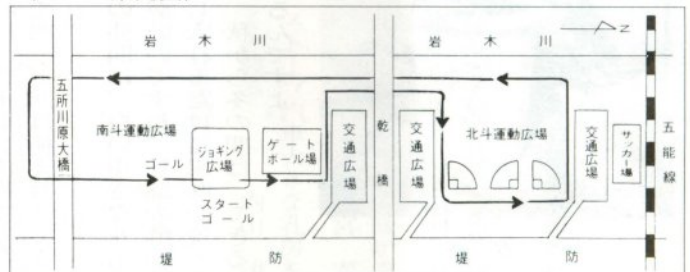 岩木川
岩木川
N
五所川原大橋
南斗運動広場
ジョギング
広場
ゲート
ボール場
交通広場
乾橋
交通広場
北斗運動広場
交通広場
サッカー場
五能線
ゴール
スタート
ゴール
堤防
堤防